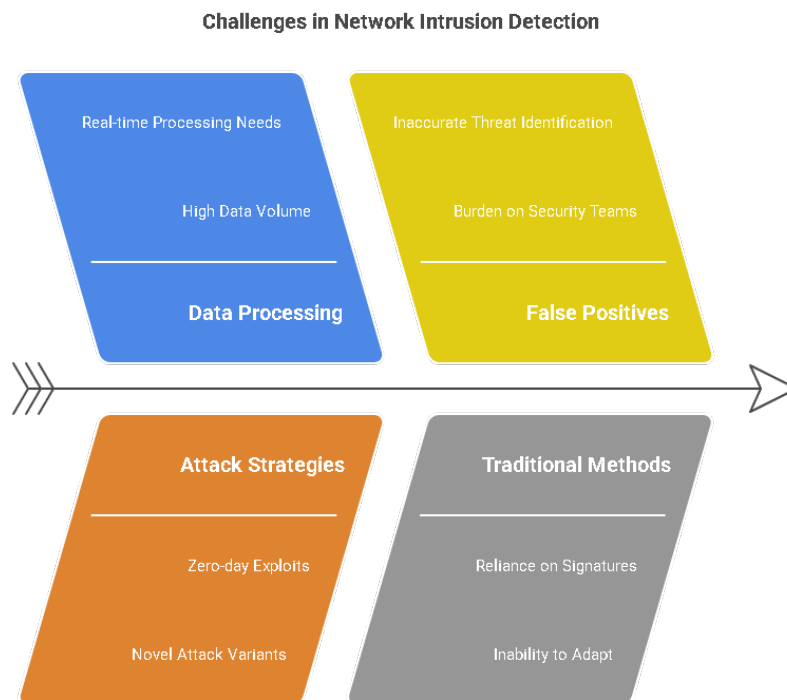 Challenges in Network Intrusion Detection
Real-time Processing Needs
High Data Volume
Data Processing
Inaccurate Threat Identification
Burden on Security Teams
False Positives
Attack Strategies
Zero-day Exploits
Novel Attack Variants
Traditional Methods
Reliance on Signatures
Inability to Adapt